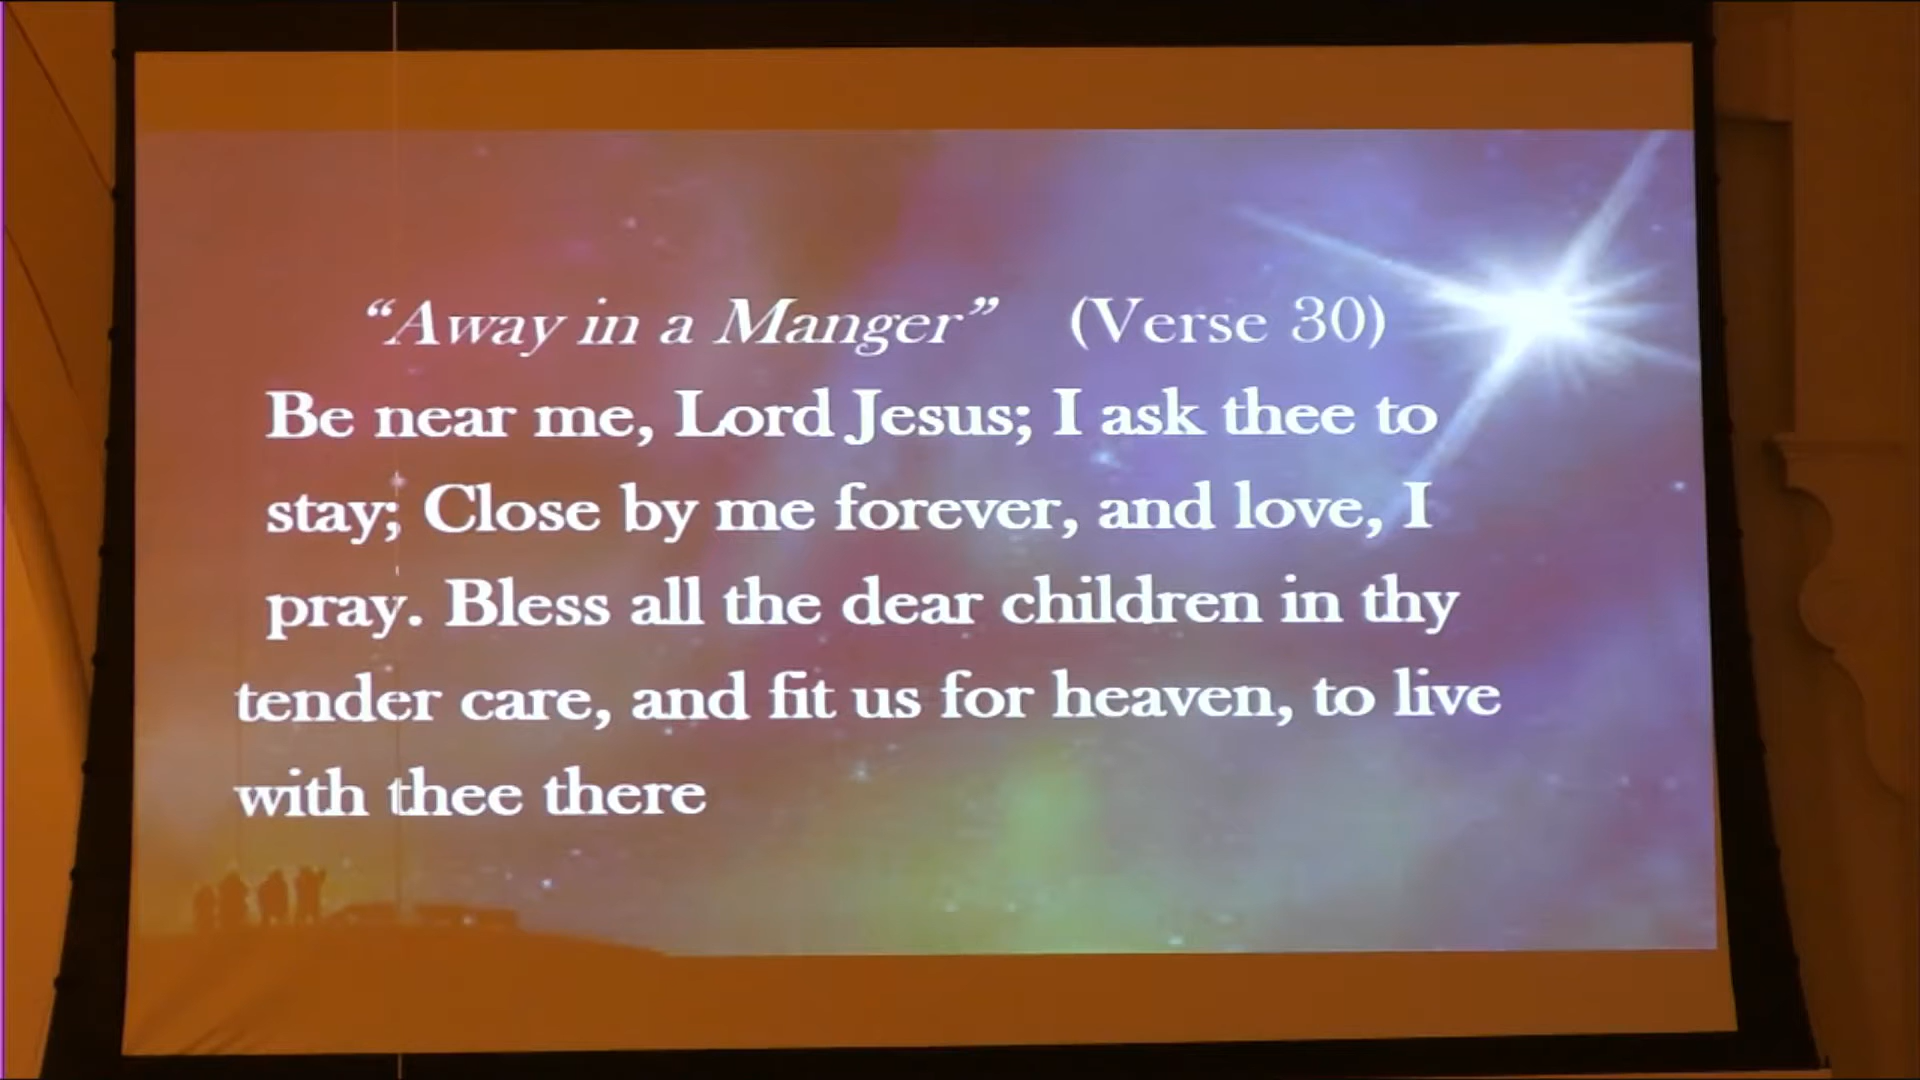 “Away in a Manger” (Verse 30)
Be near me, Lord Jesus; I ask thee to
stay; Close by me forever, and love, I
pray. Bless all the dear children in thy
tender care, and fit us for heaven, to live
with thee there